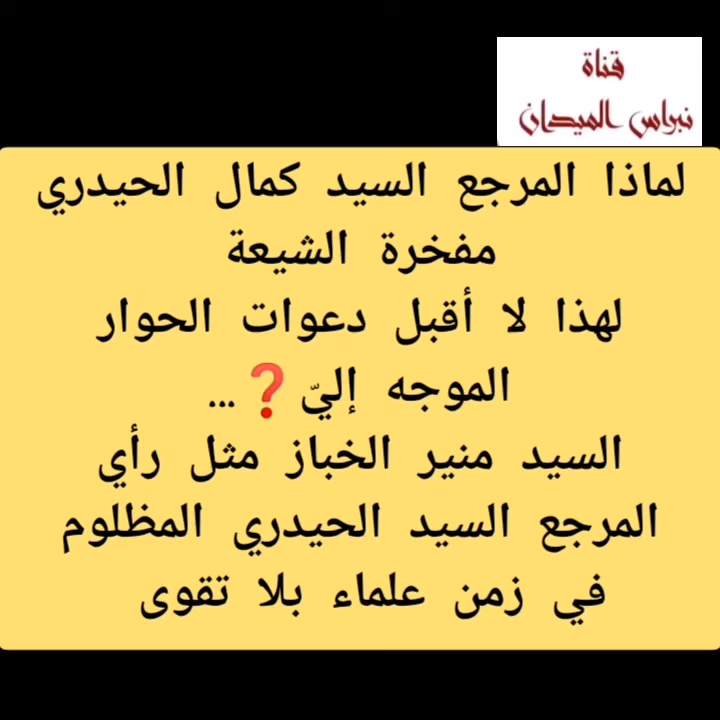 قناة
نبراس الميدان
لماذا المرجع السيد كمال الحيدري
مفخرة الشيعة
لهذا لا أقبل دعوات الحوار
الموجه إليّ❓...
السيد منير الخباز مثل رأي
المرجع السيد الحيدري المظلوم
في زمن علماء بلا تقوى